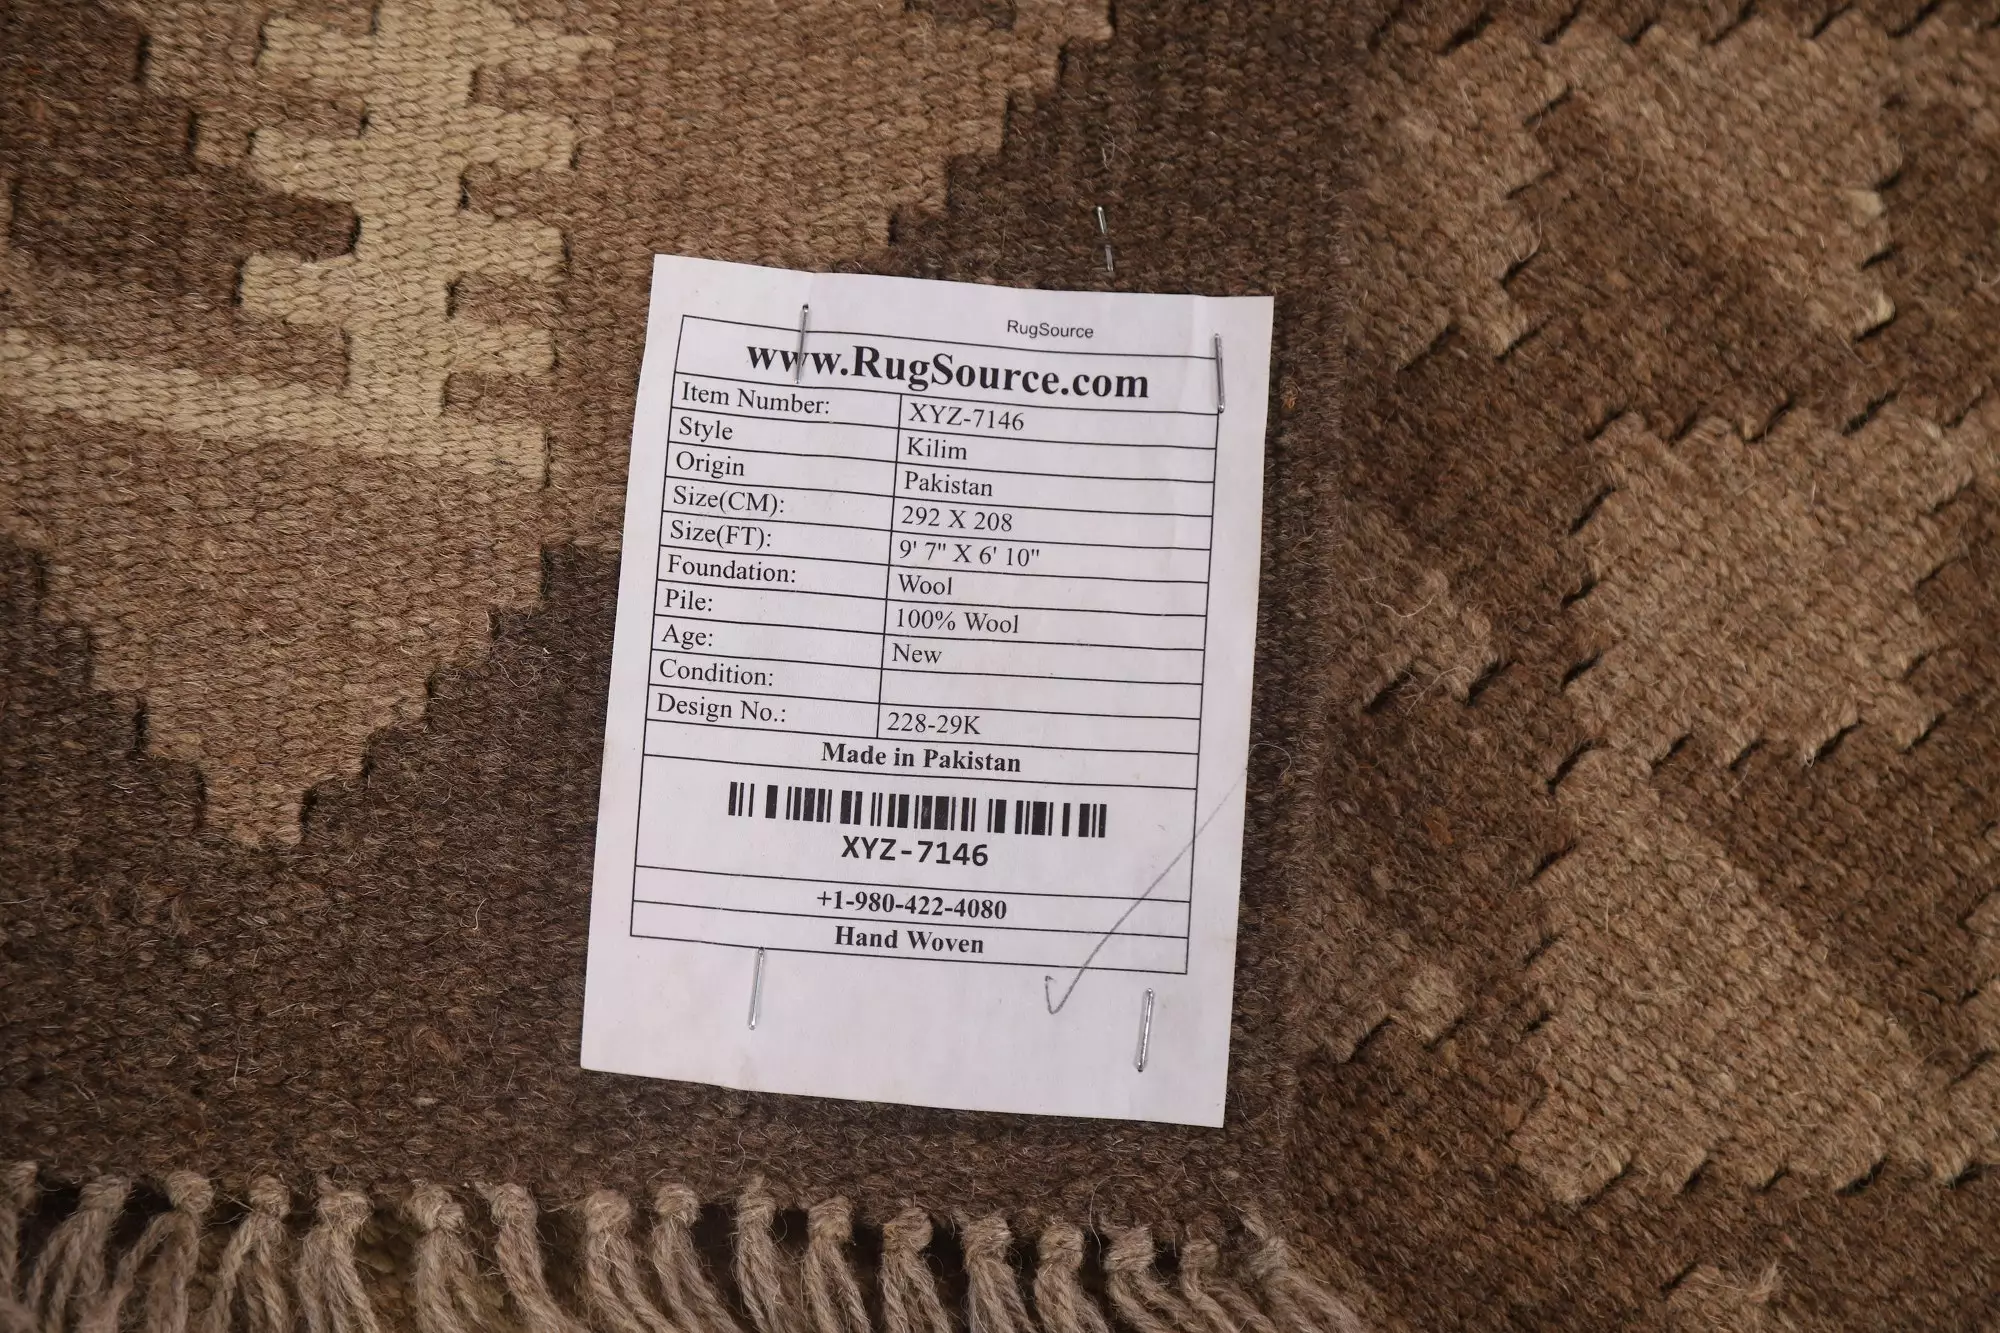 RugSource
www.RugSource.com
Item Number: XYZ-7146
Style Kilim
Origin Pakistan
Size(CM): 292 X 208
Size(FT): 9' 7" X 6' 10"
Foundation: Wool
Pile: 100% Wool
Age: New
Condition:
Design No.: 228-29K
Made in Pakistan
XYZ-7146
+1-980-422-4080
Hand Woven